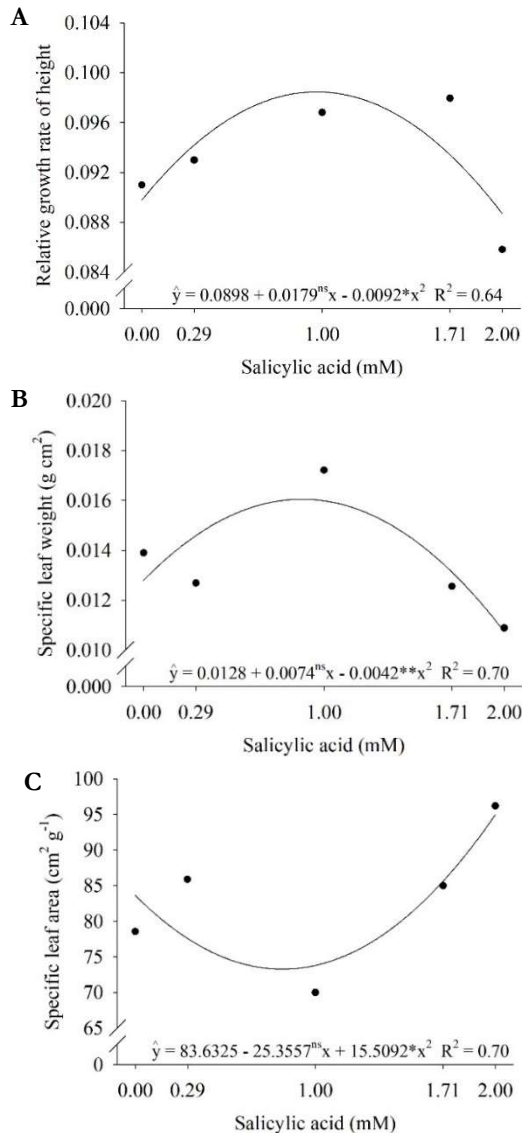 A
0.104
0.100
0.096
0.092
0.088
0.084
0.000
Relative growth rate of height
ŷ = 0.0898 + 0.0179ⁿˢx - 0.0092*x² R² = 0.64
0.00 0.29 1.00 1.71 2.00
Salicylic acid (mM)
B
0.020
0.018
0.016
0.014
0.012
0.010
0.000
Specific leaf weight (g cm²)
ŷ = 0.0128 + 0.0074ⁿˢx - 0.0042**x² R² = 0.70
0.00 0.29 1.00 1.71 2.00
Salicylic acid (mM)
C
100
95
90
85
80
75
70
65
0
Specific leaf area (cm² g⁻¹)
ŷ = 83.6325 - 25.3557ⁿˢx + 15.5092*x² R² = 0.70
0.00 0.29 1.00 1.71 2.00
Salicylic acid (mM)